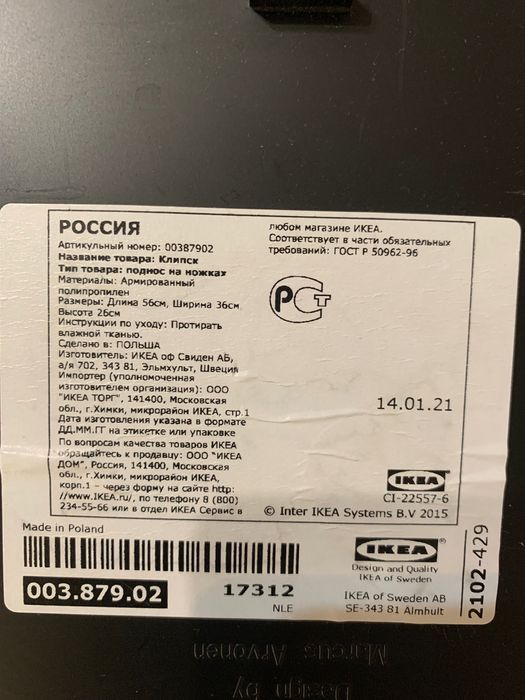 РОССИЯ
Артикульный номер: 00387902
Название товара: Клипск
Тип товара: поднос на ножках
Материалы: Армированный
полипропилен
Размеры: Длина 56см, Ширина 36см
Высота 26см
Инструкции по уходу: Протирать
влажной тканью.
Сделано в: ПОЛЬША
Изготовитель: ИКЕА оф Свиден АБ,
а/я 702, 343 81, Эльмхульт, Швеция
Импортер (уполномоченная
изготовителем организация): ООО
"ИКЕА ТОРГ", 141400, Московская
обл., г.Химки, микрорайон ИКЕА, стр.1
Дата изготовления указана в формате
ДД.ММ.ГГ на этикетке или упаковке
По вопросам качества товаров ИКЕА
обращайтесь к продавцу: ООО "ИКЕА
ДОМ", Россия, 141400, Московская
обл., г.Химки, микрорайон ИКЕА,
корп.1 - через форму на сайте http:
//www.IKEA.ru/, по телефону 8 (800)
234-55-66 или в отдел ИКЕА Сервис в
любом магазине ИКЕА.
Соответствует в части обязательных
требований: ГОСТ Р 50962-96
РСТ
14.01.21
IKEA
CI-22557-6
© Inter IKEA Systems B.V 2015
Made in Poland
003.879.02
17312
NLE
IKEA®
Design and Quality
IKEA of Sweden
IKEA of Sweden AB
SE-343 81 Älmhult
2102-429
Design by
Marcus Arvonen